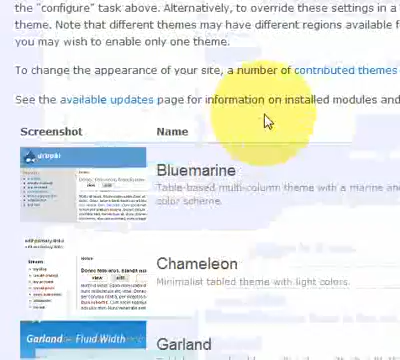 the "configure" task above. Alternatively, to override these settings in a
theme. Note that different themes may have different regions available f
you may wish to enable only one theme.
To change the appearance of your site, a number of contributed themes
See the available updates page for information on installed modules and
Screenshot Name
Bluemarine
Table-based multi-column theme with a marine and
color scheme.
Chameleon
Minimalist tabled theme with light colors.
Garland - Fluid Width
Garland